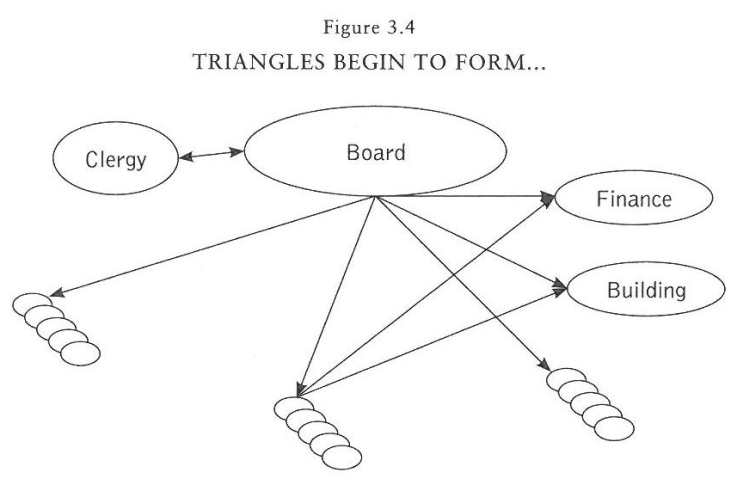 Figure 3.4
TRIANGLES BEGIN TO FORM...
Clergy
Board
Finance
Building